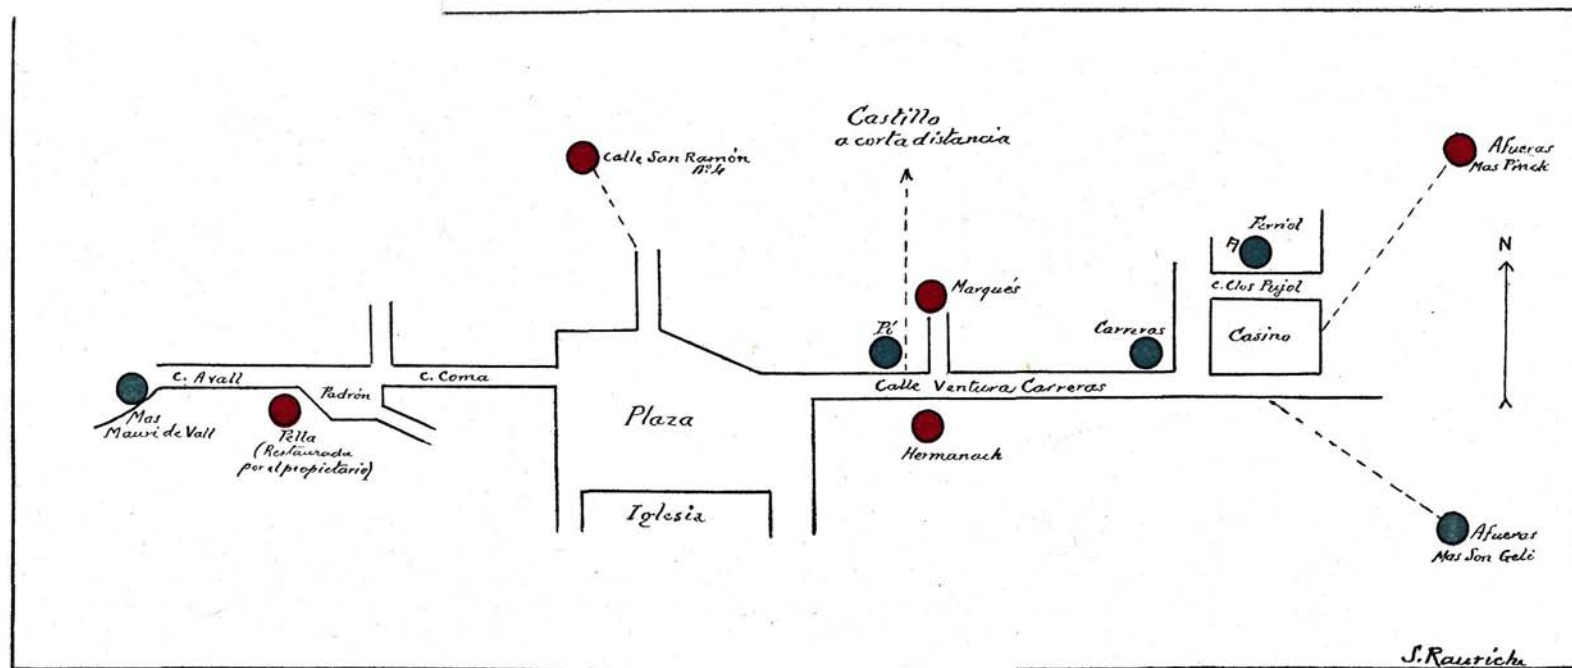 Castillo
a corta distancia
Calle San Ramón
Nº 4
Afueras
Mas Pinck
Ferriol
N
c. Clos Pujol
Marqués
Pí
Carreras
Casino
c. Avall
c. Coma
Calle Ventura Carreras
Padrón
Mas
Mauri de Vall
Pella
(Restaurada
por el propietario)
Plaza
Hermanack
Iglesia
Afueras
Mas Son Geli
S. Raurich